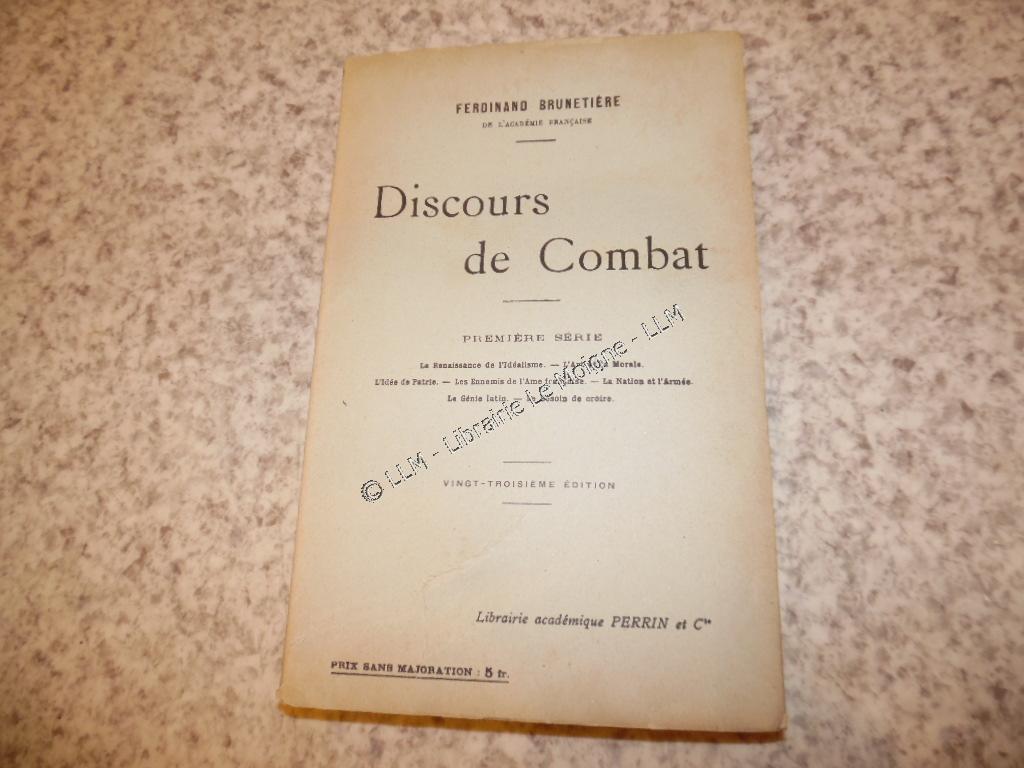 FERDINAND BRUNETIÈRE
DE L'ACADÉMIE FRANÇAISE
Discours
de Combat
PREMIÈRE SÉRIE
La Renaissance de l'Idéalisme. — L'Art et la Morale.
L'Idée de Patrie. — Les Ennemis de l'Ame française. — La Nation et l'Armée.
Le Génie latin. — Le Besoin de croire.
© LLM - Librairie Le Moigne - LLM
VINGT-TROISIÈME ÉDITION
Librairie académique PERRIN et Cie
PRIX SANS MAJORATION : 5 fr.